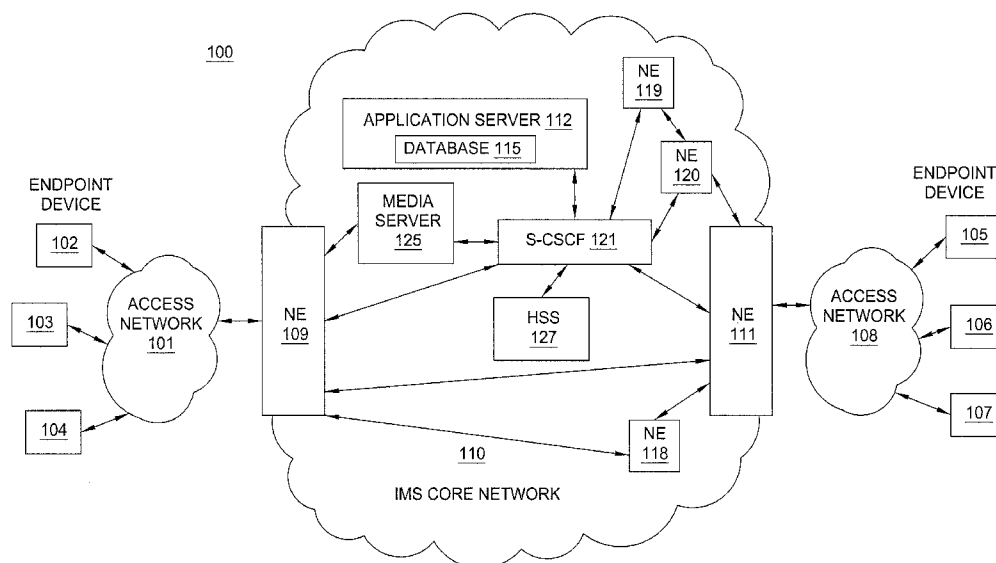 100
NE
119
APPLICATION SERVER 112
DATABASE 115
NE
120
ENDPOINT
DEVICE
ENDPOINT
DEVICE
MEDIA
SERVER
125
S-CSCF 121
102
105
ACCESS
NETWORK
101
NE
109
HSS
127
NE
111
ACCESS
NETWORK
108
103
106
104
107
NE
118
110
IMS CORE NETWORK